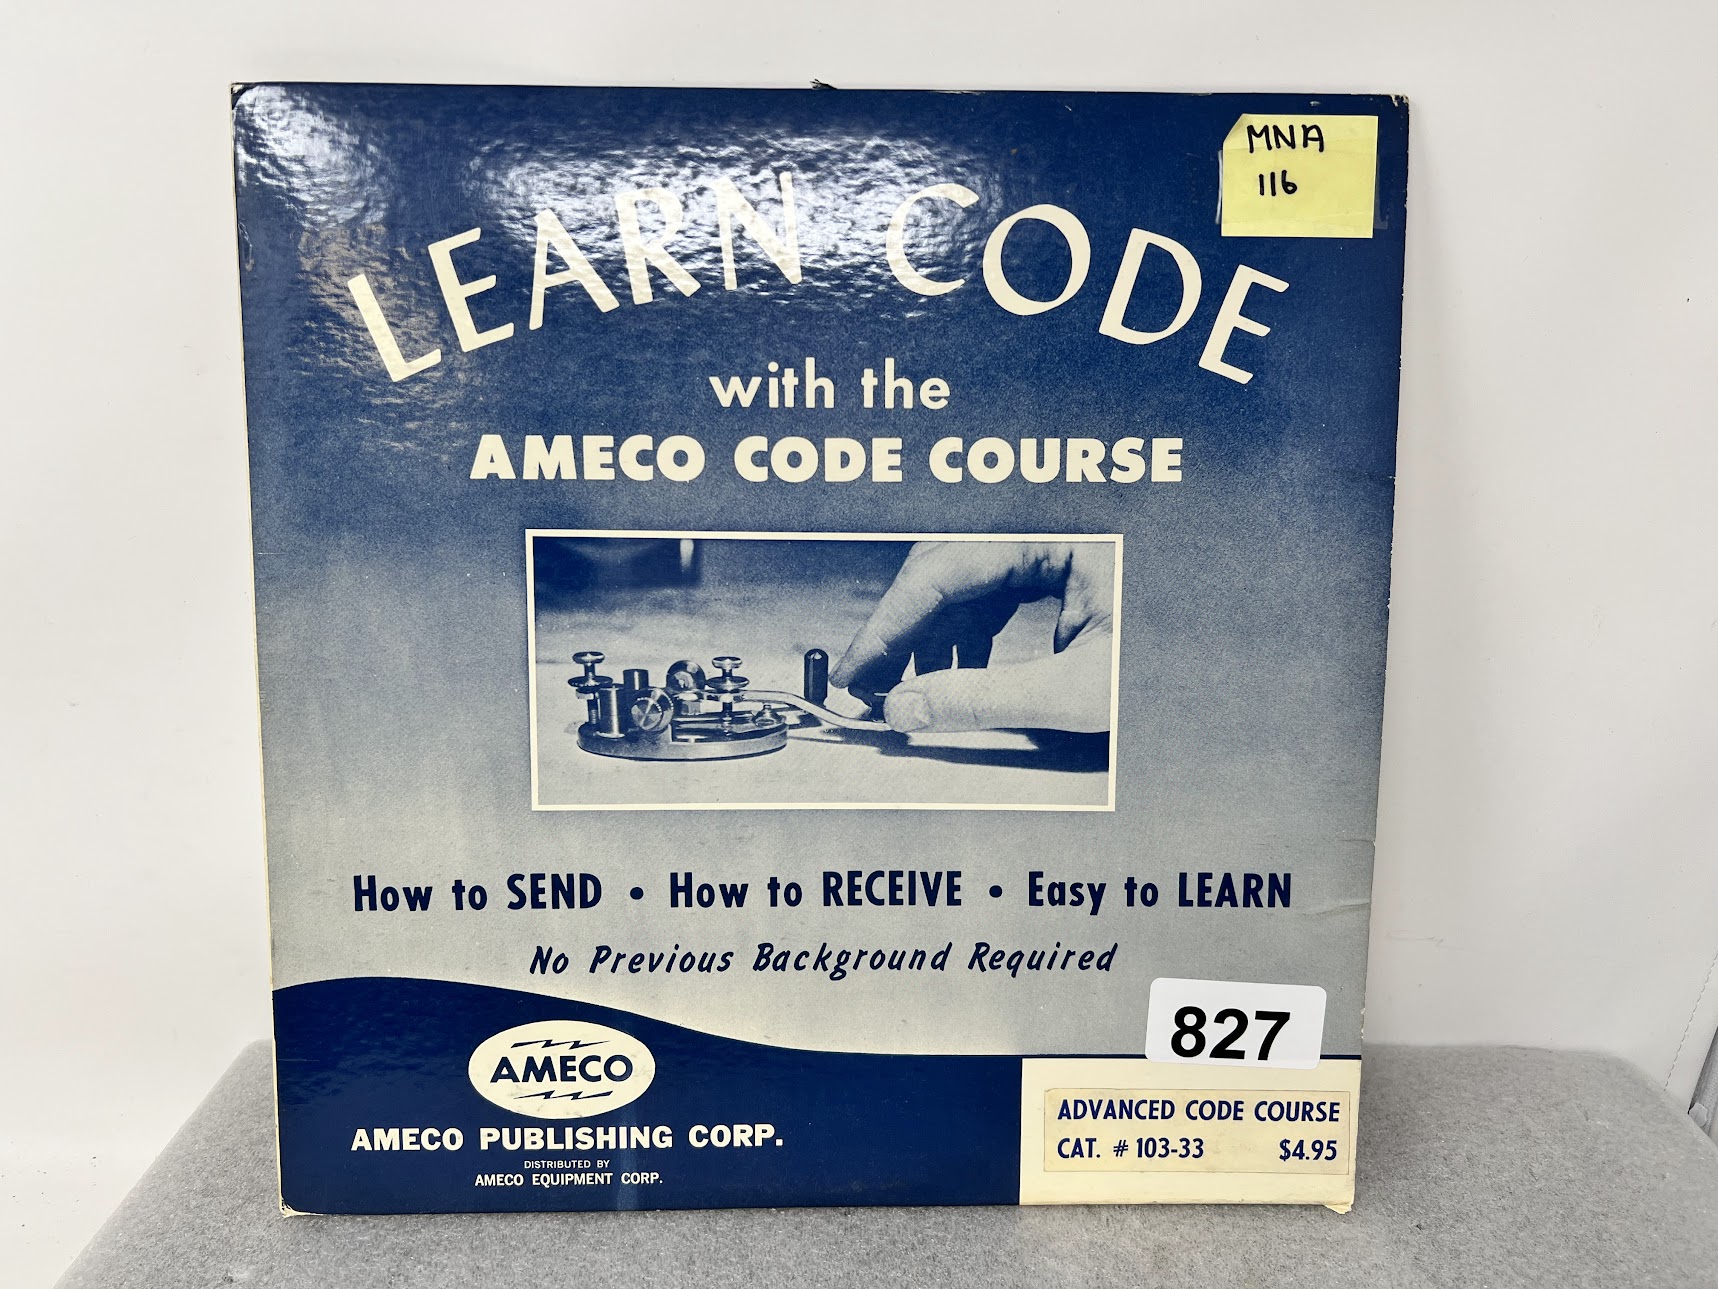 MNA
116
LEARN CODE
with the
AMECO CODE COURSE
How to SEND • How to RECEIVE • Easy to LEARN
No Previous Background Required
827
AMECO
AMECO PUBLISHING CORP.
DISTRIBUTED BY
AMECO EQUIPMENT CORP.
ADVANCED CODE COURSE
CAT. # 103-33 $4.95